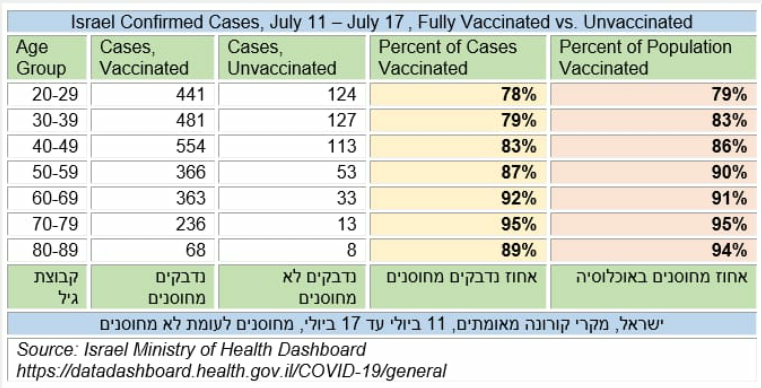 Israel Confirmed Cases, July 11 – July 17 , Fully Vaccinated vs. Unvaccinated
Age Group Cases, Vaccinated Cases, Unvaccinated Percent of Cases Vaccinated Percent of Population Vaccinated
20-29 441 124 78% 79%
30-39 481 127 79% 83%
40-49 554 113 83% 86%
50-59 366 53 87% 90%
60-69 363 33 92% 91%
70-79 236 13 95% 95%
80-89 68 8 89% 94%
קבוצת גיל נדבקים מחוסנים נדבקים לא מחוסנים אחוז נדבקים מחוסנים אחוז מחוסנים באוכלוסיה
ישראל, מקרי קורונה מאומתים, 11 ביולי עד 17 ביולי, מחוסנים לעומת לא מחוסנים
Source: Israel Ministry of Health Dashboard
https://datadashboard.health.gov.il/COVID-19/general